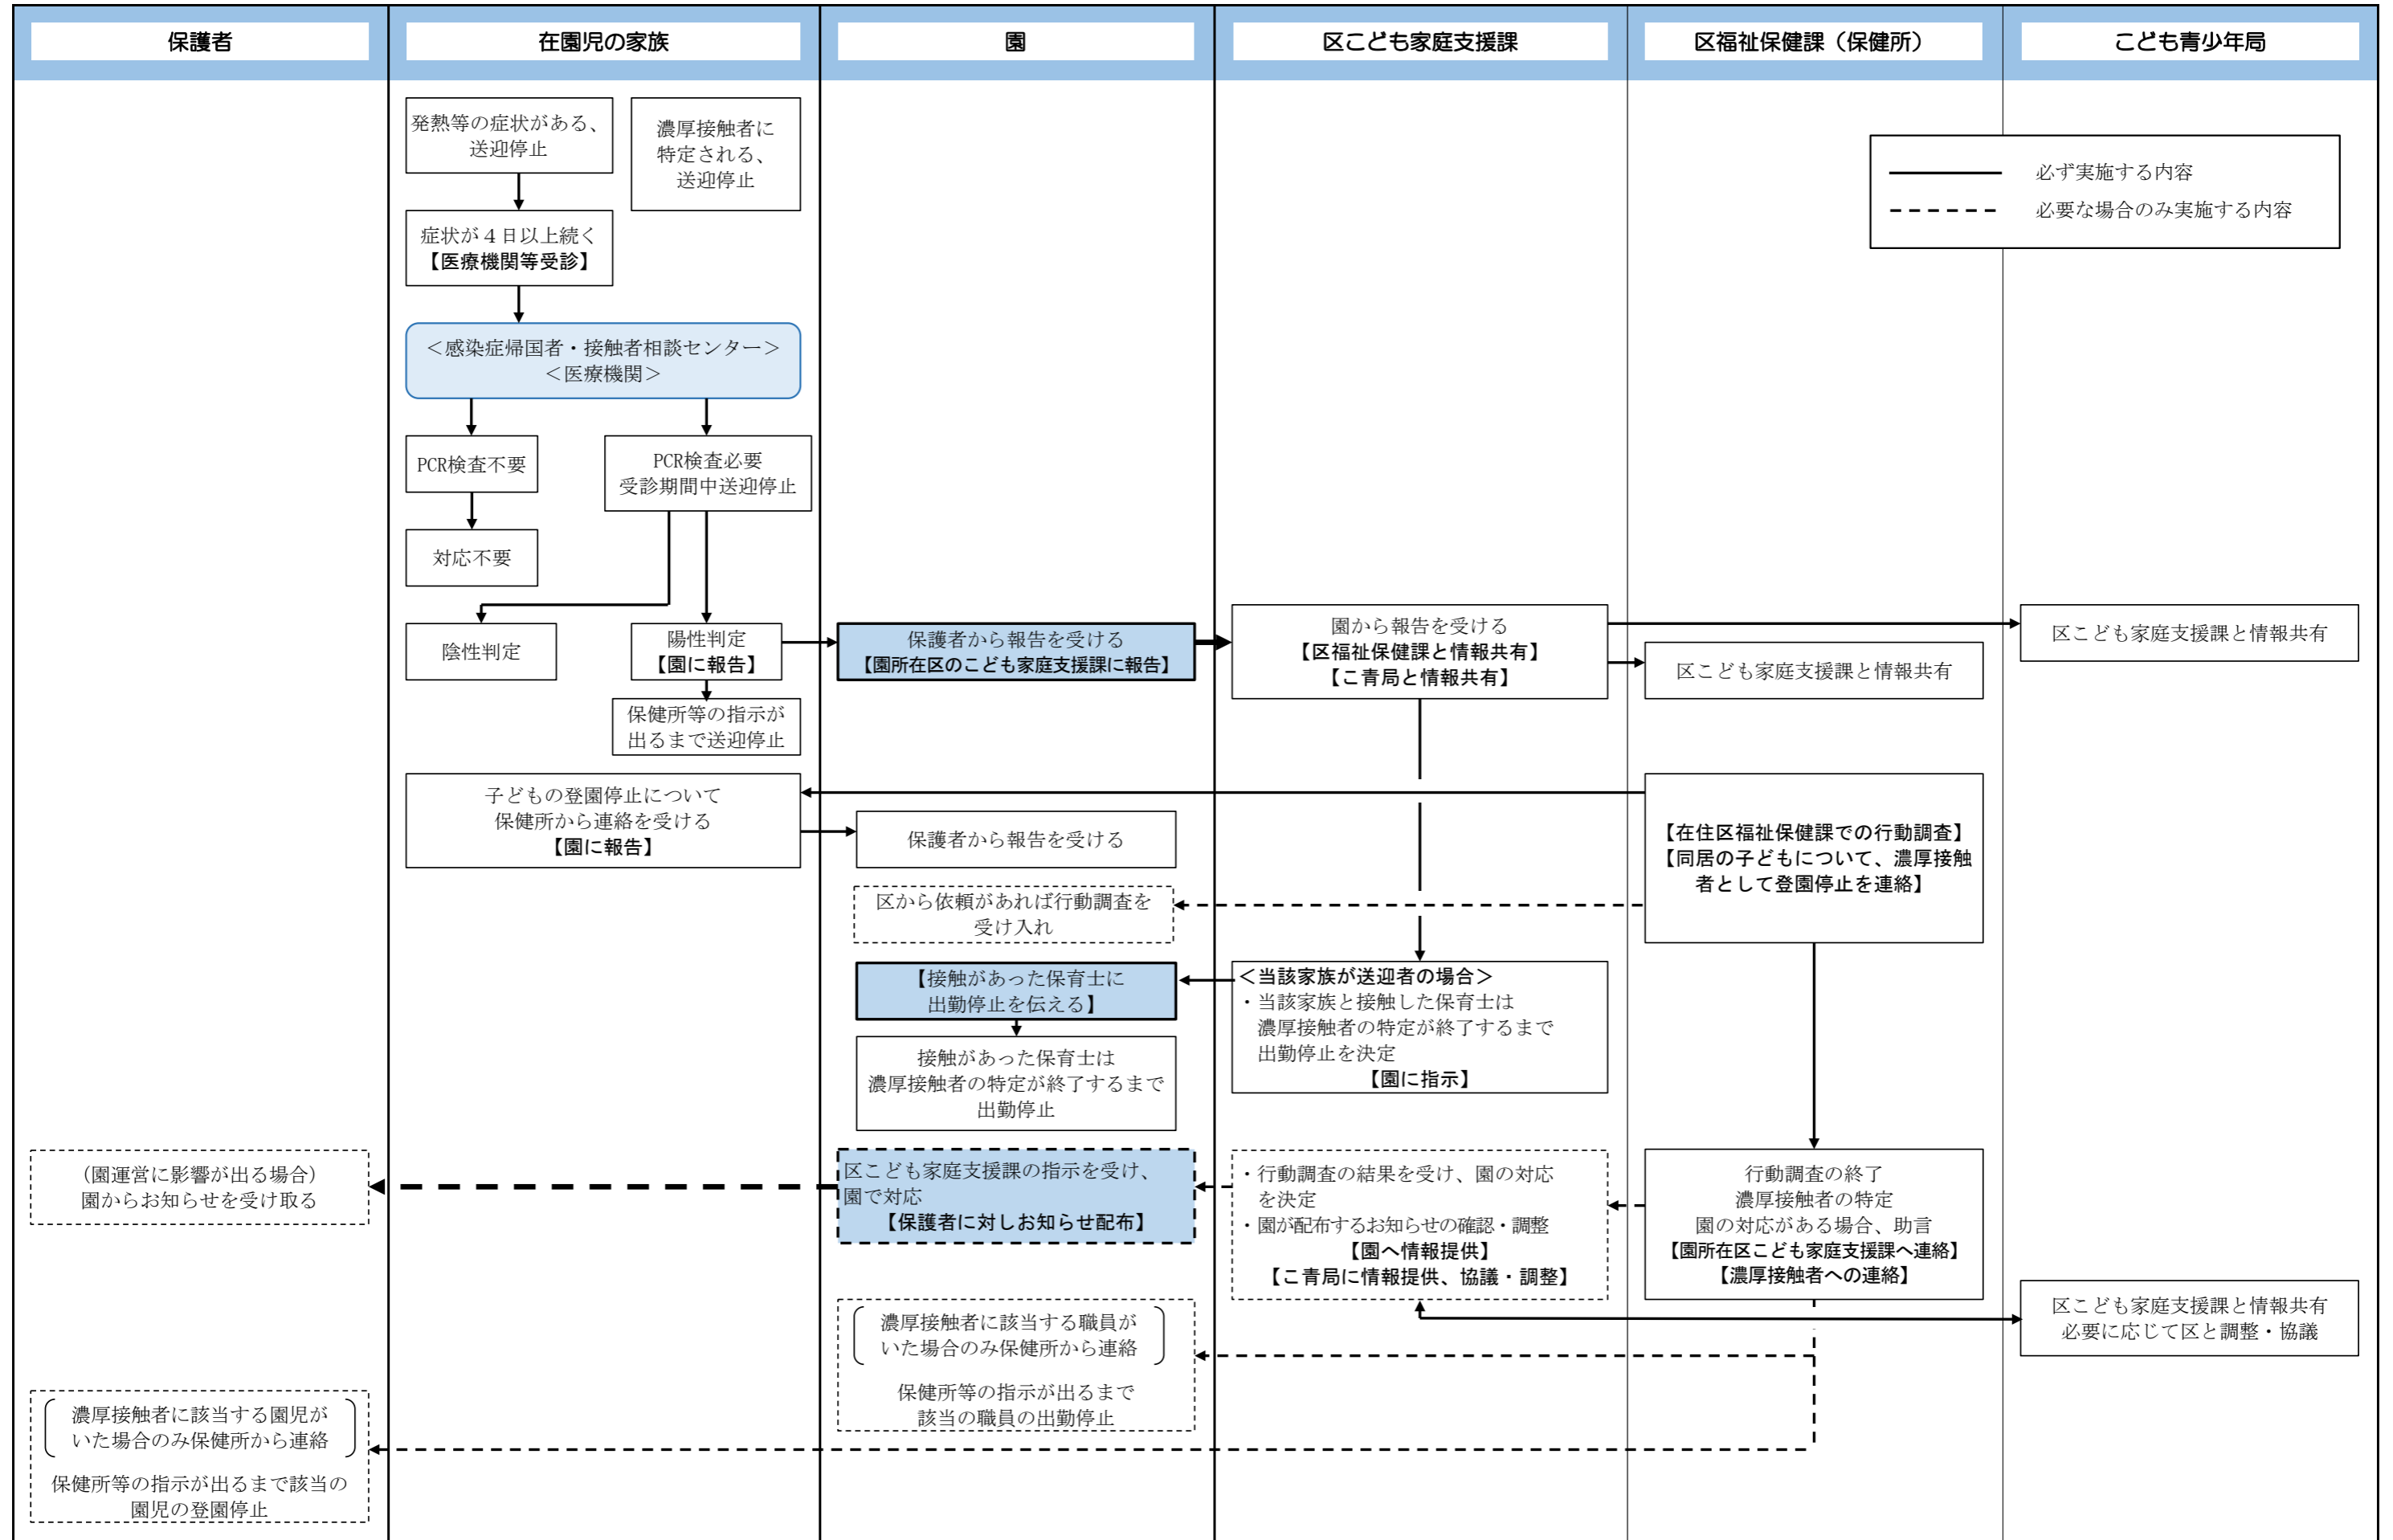 保護者
在園児の家族
園
区こども家庭支援課
区福祉保健課（保健所）
こども青少年局
発熱等の症状がある、
送迎停止
濃厚接触者に
特定される、
送迎停止
必ず実施する内容
必要な場合のみ実施する内容
症状が４日以上続く
【医療機関等受診】
＜感染症帰国者・接触者相談センター＞
＜医療機関＞
PCR検査不要
PCR検査必要
受診期間中送迎停止
対応不要
陰性判定
陽性判定
【園に報告】
保護者から報告を受ける
【園所在区のこども家庭支援課に報告】
園から報告を受ける
【区福祉保健課と情報共有】
【こ青局と情報共有】
区こども家庭支援課と情報共有
区こども家庭支援課と情報共有
保健所等の指示が
出るまで送迎停止
子どもの登園停止について
保健所から連絡を受ける
【園に報告】
保護者から報告を受ける
【在住区福祉保健課での行動調査】
【同居の子どもについて、濃厚接触
者として登園停止を連絡】
区から依頼があれば行動調査を
受け入れ
【接触があった保育士に
出勤停止を伝える】
＜当該家族が送迎者の場合＞
・当該家族と接触した保育士は
濃厚接触者の特定が終了するまで
出勤停止を決定
【園に指示】
接触があった保育士は
濃厚接触者の特定が終了するまで
出勤停止
（園運営に影響が出る場合）
園からお知らせを受け取る
区こども家庭支援課の指示を受け、
園で対応
【保護者に対しお知らせ配布】
・行動調査の結果を受け、園の対応
を決定
・園が配布するお知らせの確認・調整
【園へ情報提供】
【こ青局に情報提供、協議・調整】
行動調査の終了
濃厚接触者の特定
園の対応がある場合、助言
【園所在区こども家庭支援課へ連絡】
【濃厚接触者への連絡】
区こども家庭支援課と情報共有
必要に応じて区と調整・協議
濃厚接触者に該当する職員が
いた場合のみ保健所から連絡
保健所等の指示が出るまで
該当の職員の出勤停止
濃厚接触者に該当する園児が
いた場合のみ保健所から連絡
保健所等の指示が出るまで該当の
園児の登園停止